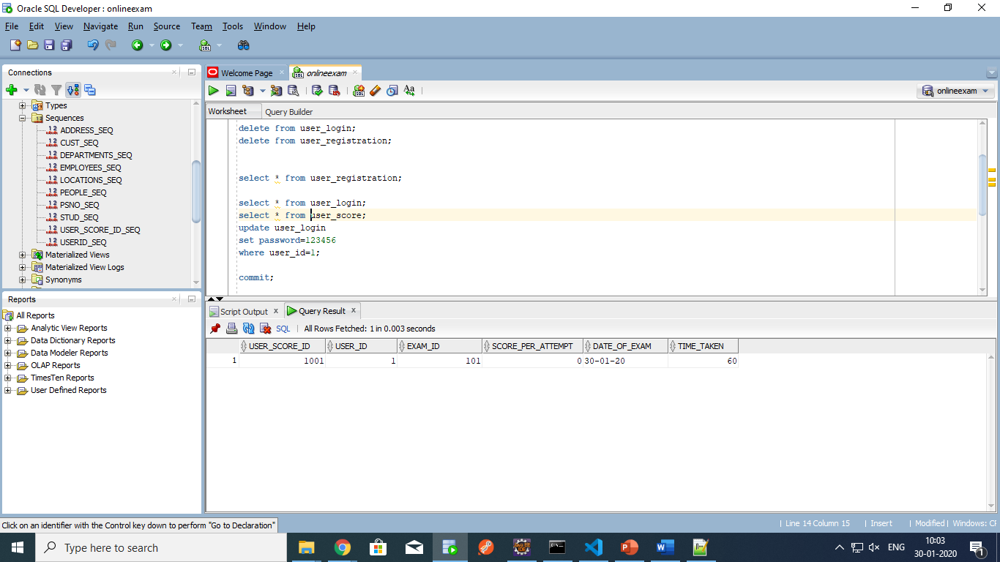 Oracle SQL Developer : onlineexam
File Edit View Navigate Run Source Team Tools Window Help
Connections
Welcome Page
onlineexam
onlineexam
Types
Sequences
ADDRESS_SEQ
CUST_SEQ
DEPARTMENTS_SEQ
EMPLOYEES_SEQ
LOCATIONS_SEQ
PEOPLE_SEQ
PSNO_SEQ
STUD_SEQ
USER_SCORE_ID_SEQ
USERID_SEQ
Materialized Views
Materialized View Logs
Synonyms
Worksheet Query Builder
delete from user_login;
delete from user_registration;
select * from user_registration;
select * from user_login;
select * from user_score;
update user_login
set password=123456
where user_id=1;
commit;
Reports
All Reports
Analytic View Reports
Data Dictionary Reports
Data Modeler Reports
OLAP Reports
TimesTen Reports
User Defined Reports
Script Output x Query Result x
SQL | All Rows Fetched: 1 in 0.003 seconds
USER_SCORE_ID USER_ID EXAM_ID SCORE_PER_ATTEMPT DATE_OF_EXAM TIME_TAKEN
1 1001 1 101 0 30-01-20 60
Click on an identifier with the Control key down to perform "Go to Declaration"
| Line 14 Column 15 | Insert | Modified | Windows: CR
Type here to search
ENG
10:03
30-01-2020
1